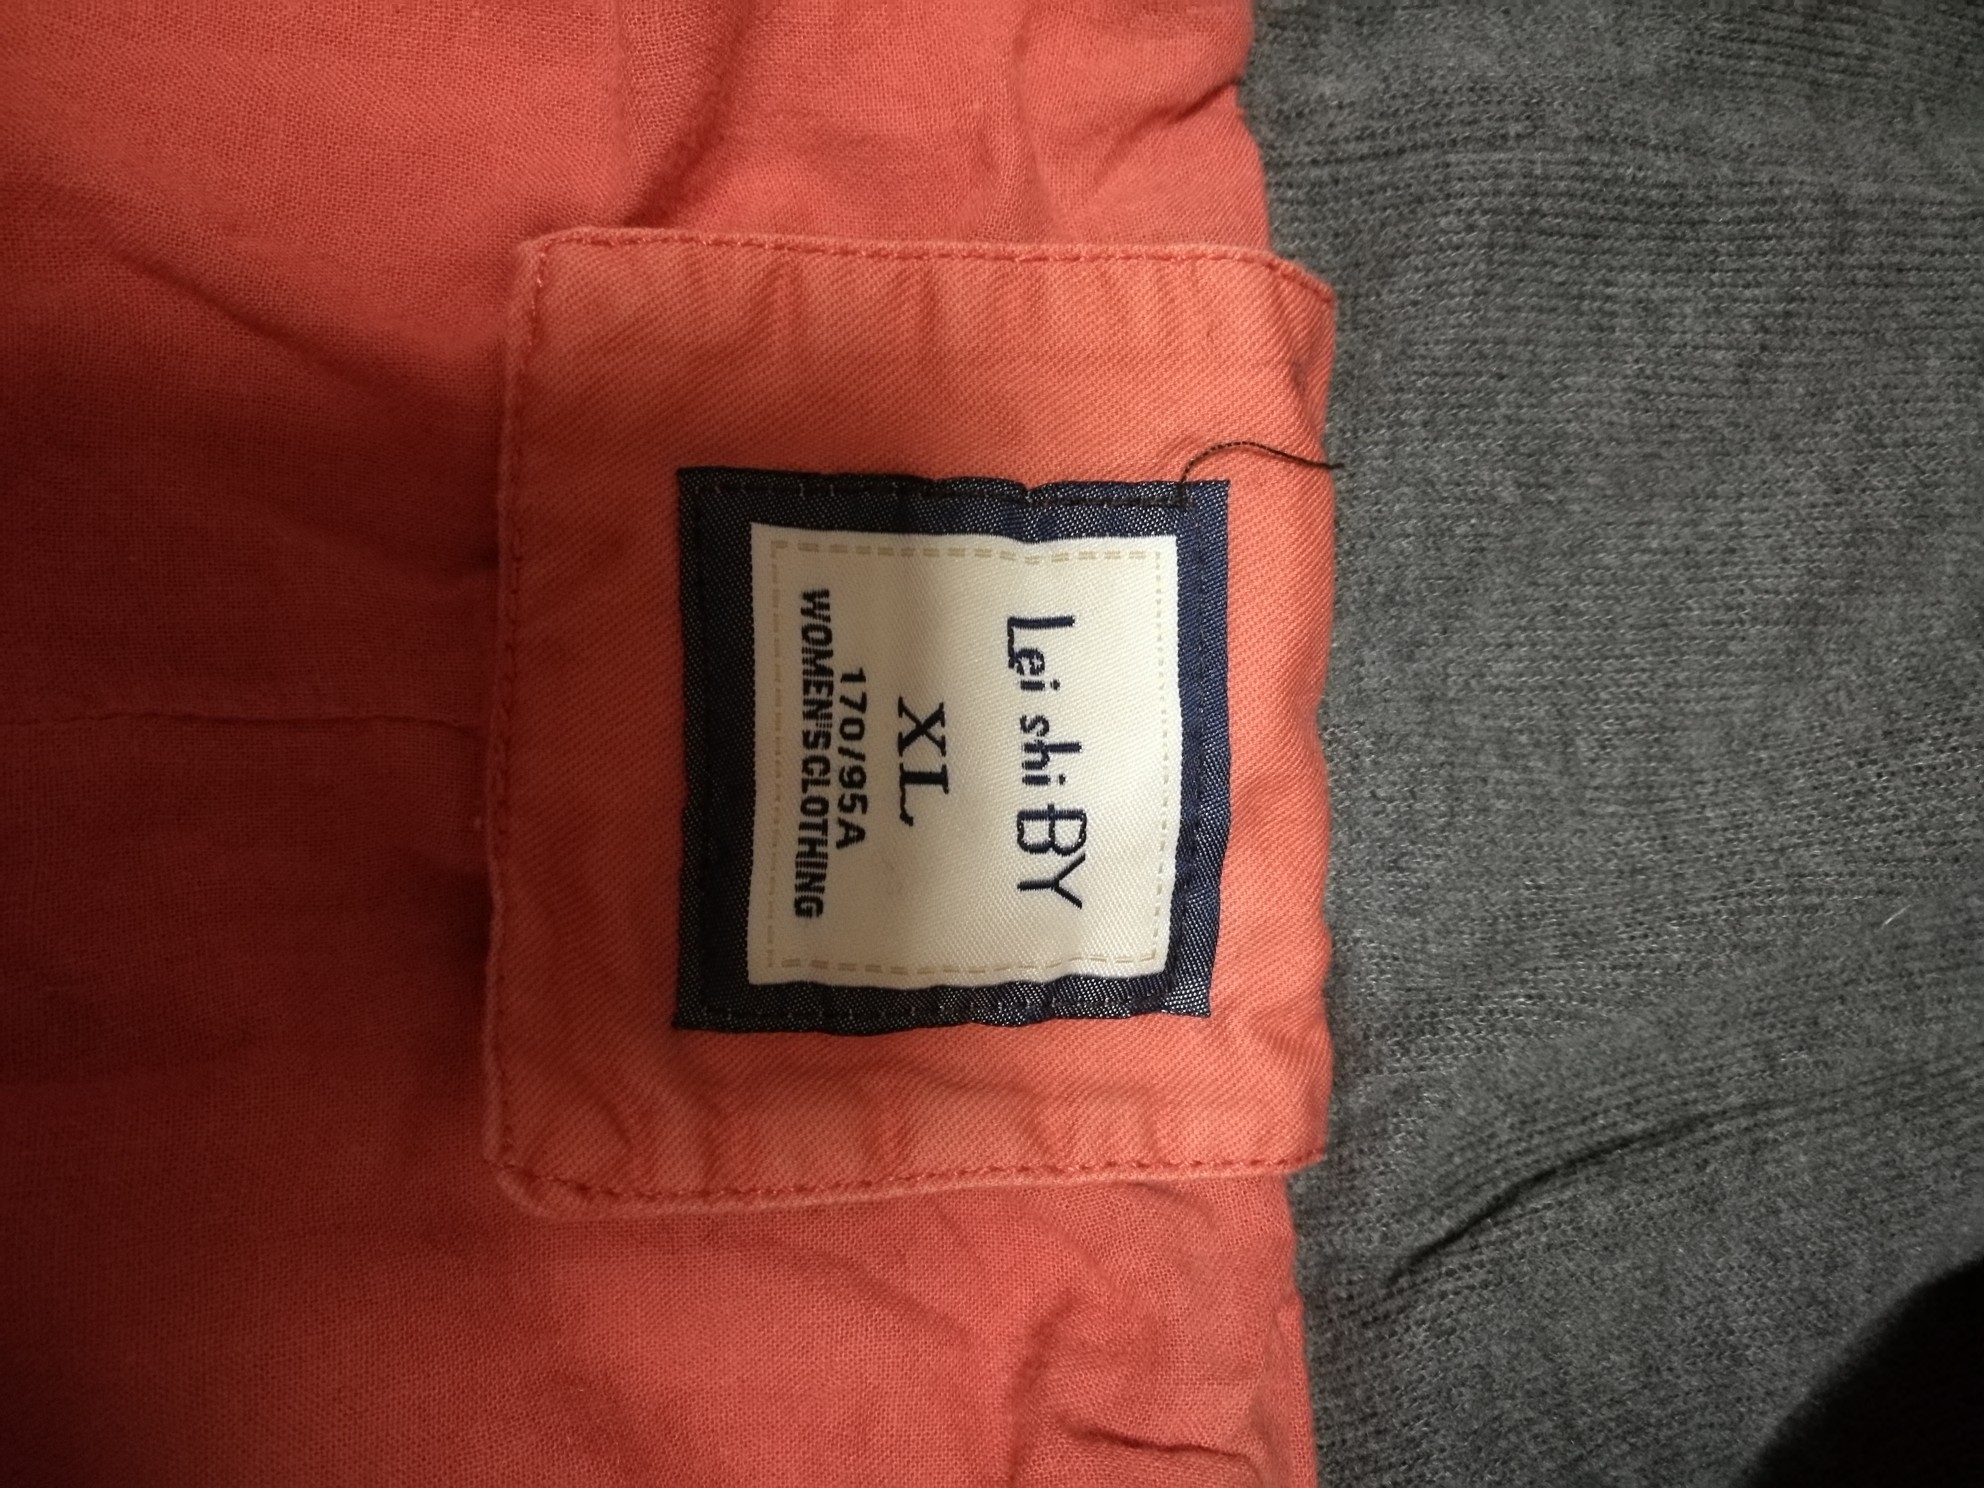 Lei shi BY
XL
170/95A
WOMEN'S CLOTHING